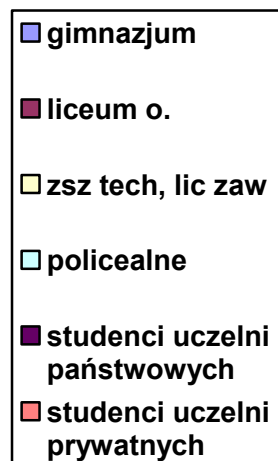 gimnazjum
liceum o.
zsz tech, lic zaw
policealne
studenci uczelni
państwowych
studenci uczelni
prywatnych